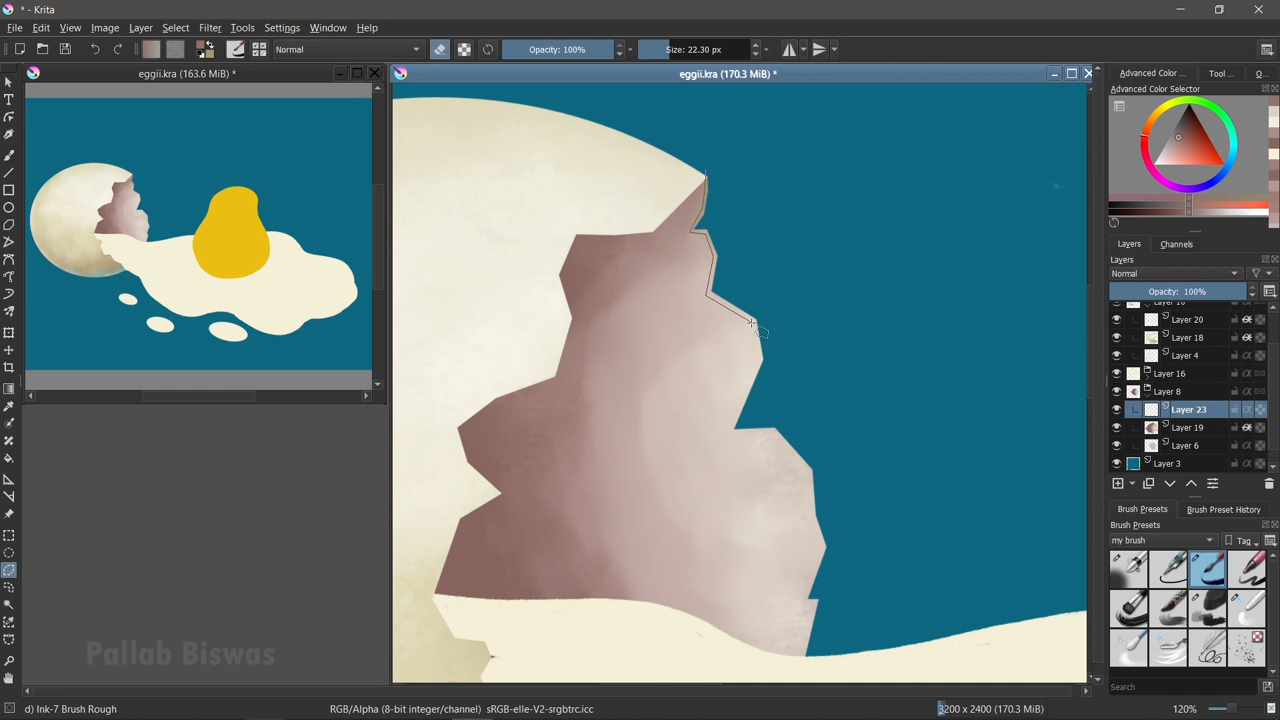 * - Krita
File Edit View Image Layer Select Filter Tools Settings Window Help
Normal Opacity: 100% Size: 22.30 px
eggii.kra (163.6 MiB) *
eggii.kra (170.3 MiB) *
Advanced Color ... Tool ... O...
Advanced Color Selector
Layers Channels
Layers
Normal
Opacity: 100%
Layer 20
Layer 18
Layer 4
Layer 16
Layer 8
Layer 23
Layer 19
Layer 6
Layer 3
Brush Presets Brush Preset History
Brush Presets
my brush Tag
Pallab Biswas
Search
d) Ink-7 Brush Rough RGB/Alpha (8-bit integer/channel) sRGB-elle-V2-srgbtrc.icc 3200 x 2400 (170.3 MiB) 120%